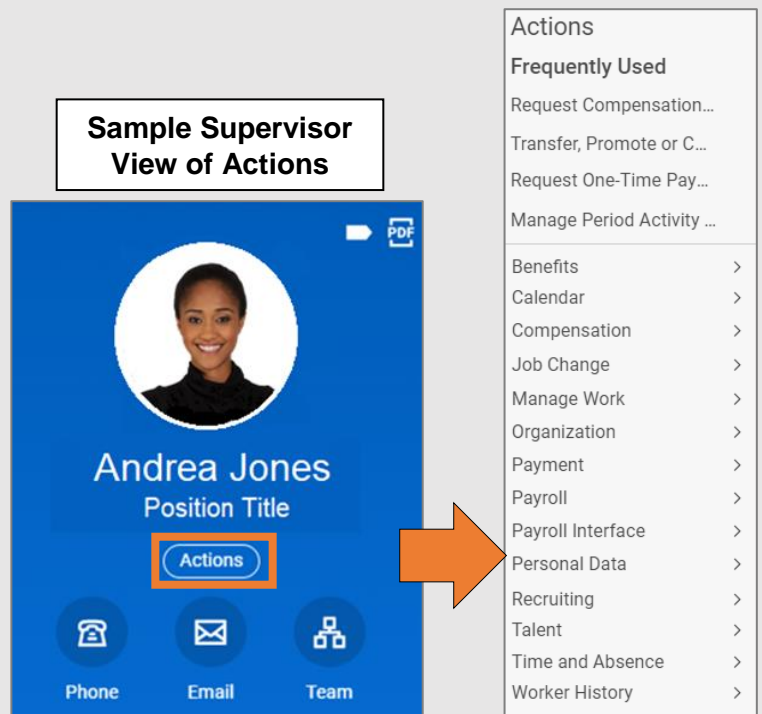 Sample Supervisor
View of Actions
PDF
Andrea Jones
Position Title
Actions
Phone
Email
Team
Actions
Frequently Used
Request Compensation...
Transfer, Promote or C...
Request One-Time Pay...
Manage Period Activity ...
Benefits
Calendar
Compensation
Job Change
Manage Work
Organization
Payment
Payroll
Payroll Interface
Personal Data
Recruiting
Talent
Time and Absence
Worker History